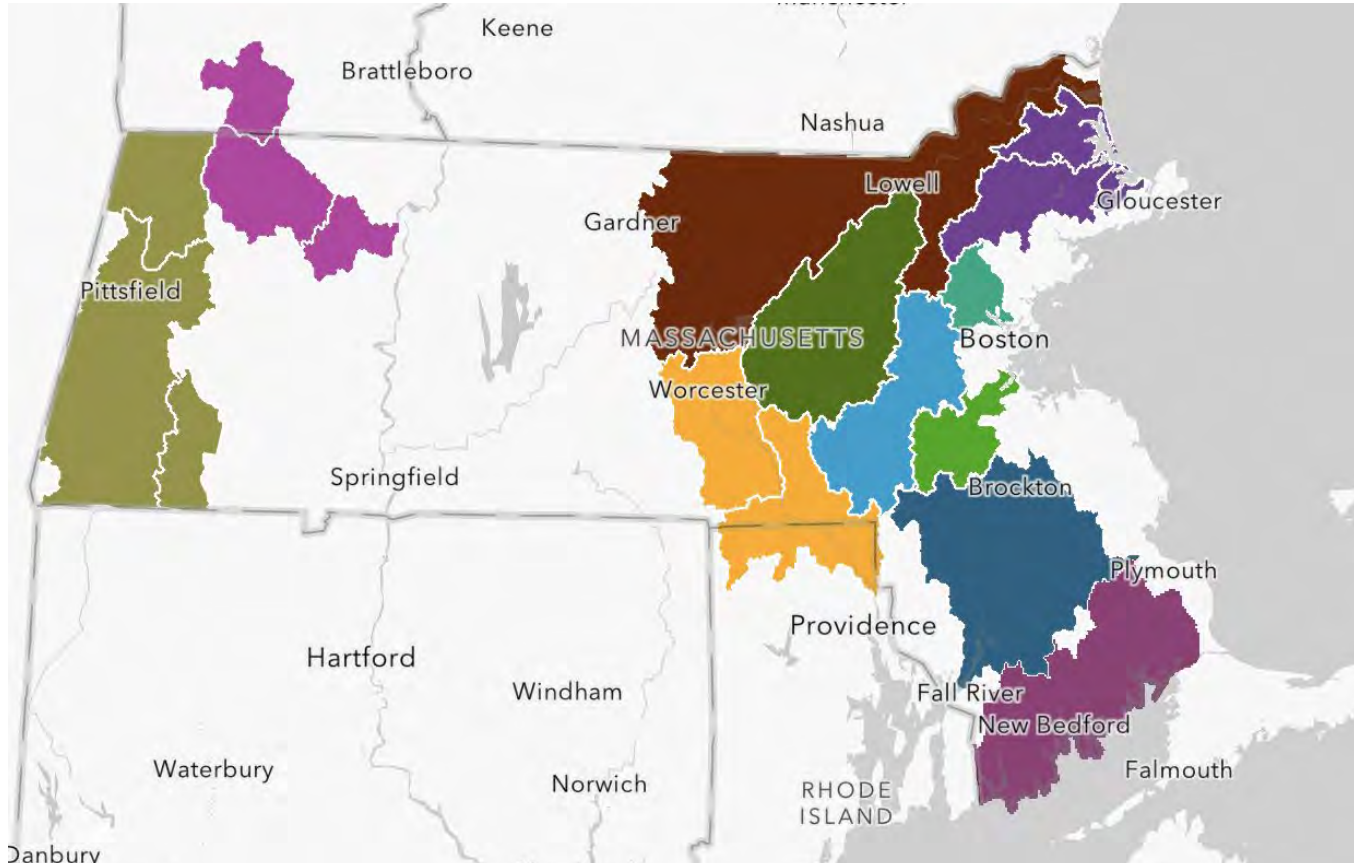 Keene
Brattleboro
Nashua
Lowell
Gardner
Gloucester
Pittsfield
MASSACHUSETTS
Boston
Worcester
Springfield
Brockton
Plymouth
Providence
Hartford
Windham
Fall River
New Bedford
Waterbury
Norwich
Falmouth
RHODE
ISLAND
Danbury